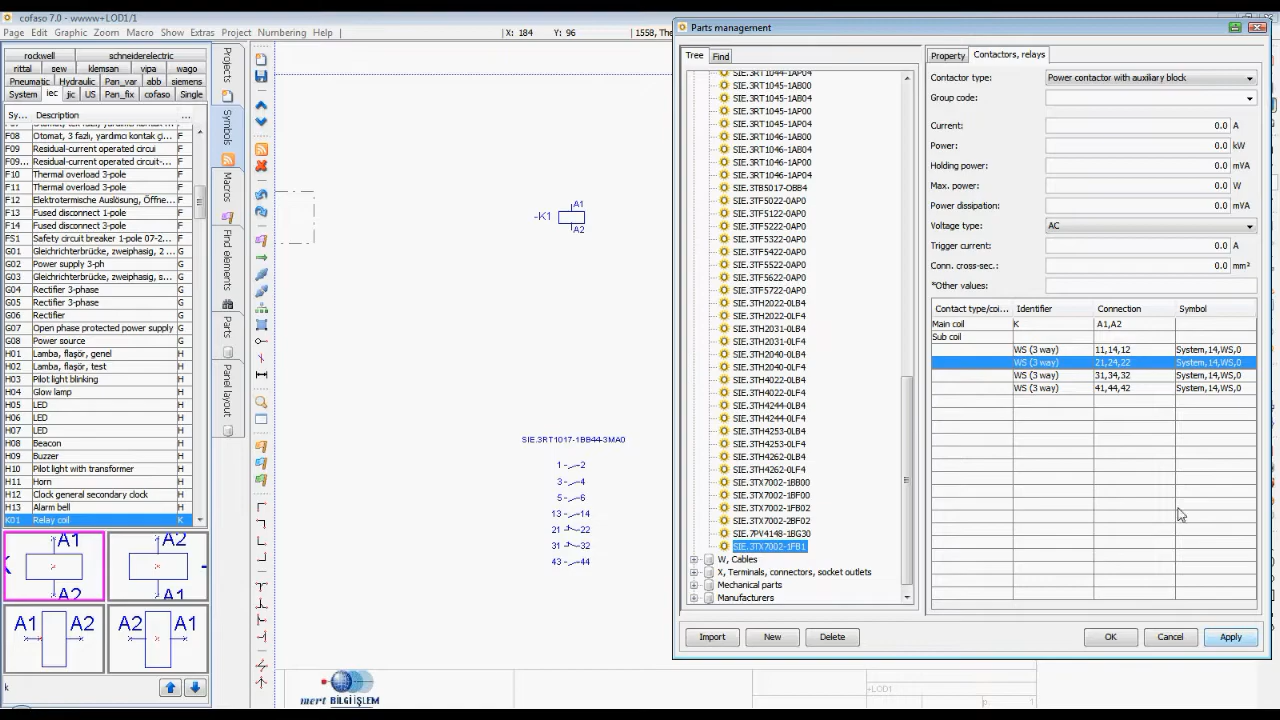 cofaso 7.0 - wwww+LOD1/1
Page Edit Graphic Zoom Macro Show Extras Project Numbering Help
X: 184 Y: 96
rockwell schneiderelectric
rittal sew klemsan vipa wago
Pneumatic Hydraulic Pan_var abb siemens
System iec jic US Pan_fix cofaso Single
Sy... Description ...
F08 Otomat, 3 fazlı, yardımcı kontak g... F
F09 Residual-current operated circui F
F09... Residual-current operated circuit-... F
F10 Thermal overload 3-pole F
F11 Thermal overload 3-pole F
F12 Elektrotermische Auslösung, Öffne... F
F13 Fused disconnect 1-pole F
F14 Fused disconnect 3-pole F
FS1 Safety circuit breaker 1-pole 07-2... F
G01 Gleichrichterbrücke, zweiphasig, 2 ... G
G02 Power supply 3-ph G
G03 Gleichrichterbrücke, zweiphasig, s... G
G04 Rectifier 3-phase G
G05 Rectifier 3-phase G
G06 Rectifier G
G07 Open phase protected power supply G
G08 Power source G
H01 Lamba, flaşör, genel H
H02 Lamba, flaşör, test H
H03 Pilot light blinking H
H04 Glow lamp H
H05 LED H
H06 LED H
H07 LED H
H08 Beacon H
H09 Buzzer H
H10 Pilot light with transformer H
H11 Horn H
H12 Clock general secondary clock H
H13 Alarm bell H
K01 Relay coil K
K A1 A2
A2 A1
A1 A2
A2 A1
k
Projects
Symbols
Macros
Find elements
Parts
Panel layout
-K1 A1
A2
SIE.3RT1017-1BB44-3MA0
1 2
3 4
5 6
13 14
21 22
31 32
43 44
mert BİLGİ İŞLEM
+LOD1
p. 1
Parts management
Tree Find
SIE.3RT1044-1AP04
SIE.3RT1045-1AB00
SIE.3RT1045-1AB04
SIE.3RT1045-1AP00
SIE.3RT1045-1AP04
SIE.3RT1046-1AB00
SIE.3RT1046-1AB04
SIE.3RT1046-1AP00
SIE.3RT1046-1AP04
SIE.3TB5017-OBB4
SIE.3TF5022-0AP0
SIE.3TF5122-0AP0
SIE.3TF5222-0AP0
SIE.3TF5322-0AP0
SIE.3TF5422-0AP0
SIE.3TF5522-0AP0
SIE.3TF5622-0AP0
SIE.3TH2022-0LB4
SIE.3TH2022-0LF4
SIE.3TH2031-0LB4
SIE.3TH2031-0LF4
SIE.3TH2040-0LB4
SIE.3TH2040-0LF4
SIE.3TH4022-0LB4
SIE.3TH4022-0LF4
SIE.3TH4244-0LB4
SIE.3TH4244-0LF4
SIE.3TH4253-0LB4
SIE.3TH4253-0LF4
SIE.3TH4262-0LB4
SIE.3TH4262-0LF4
SIE.3TX7002-1BB00
SIE.3TX7002-1BF00
SIE.3TX7002-1FB02
SIE.3TX7002-2BF02
SIE.7PV4148-1BG30
SIE.3TX7002-1FB1
W, Cables
X, Terminals, connectors, socket outlets
Mechanical parts
Manufacturers
Import New Delete
Property Contactors, relays
Contactor type: Power contactor with auxiliary block
Group code:
Current: 0.0 A
Power: 0.0 kW
Holding power: 0.0 mVA
Max. power: 0.0 W
Power dissipation: 0.0 mVA
Voltage type: AC
Trigger current: 0.0 A
Conn. cross-sec.: 0.0 mm²
*Other values:
Contact type/coi... Identifier Connection Symbol
Main coil K A1,A2
Sub coil
WS (3 way) 11,14,12 System,14,WS,0
WS (3 way) 21,24,22 System,14,WS,0
WS (3 way) 31,34,32 System,14,WS,0
WS (3 way) 41,44,42 System,14,WS,0
OK Cancel Apply